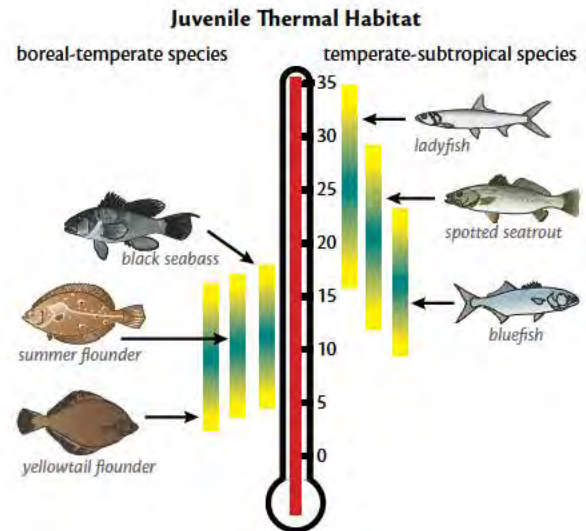 Juvenile Thermal Habitat
boreal-temperate species
temperate-subtropical species
35
30
25
20
15
10
5
0
black seabass
summer flounder
yellowtail flounder
ladyfish
spotted seatrout
bluefish